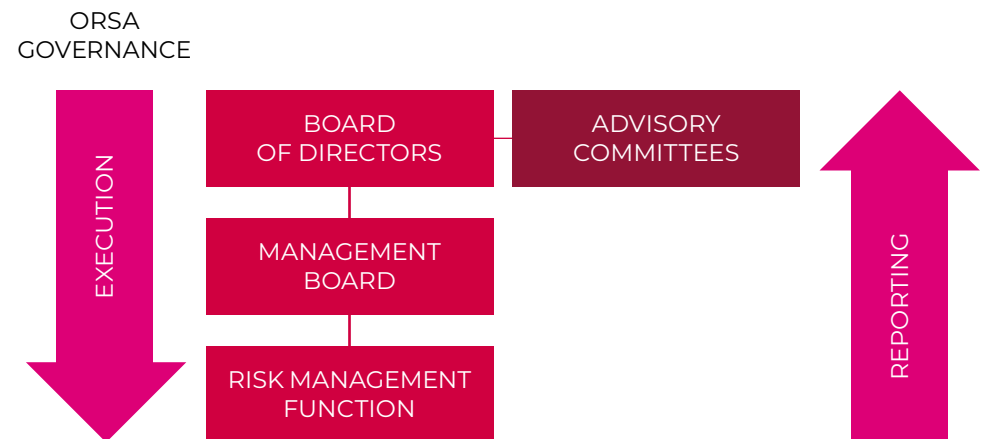 ORSA
GOVERNANCE
EXECUTION
BOARD
OF DIRECTORS
ADVISORY
COMMITTEES
MANAGEMENT
BOARD
RISK MANAGEMENT
FUNCTION
REPORTING